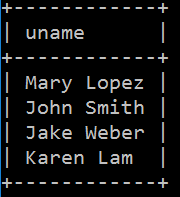 +------------+
| uname      |
+------------+
| Mary Lopez |
| John Smith |
| Jake Weber |
| Karen Lam  |
+------------+